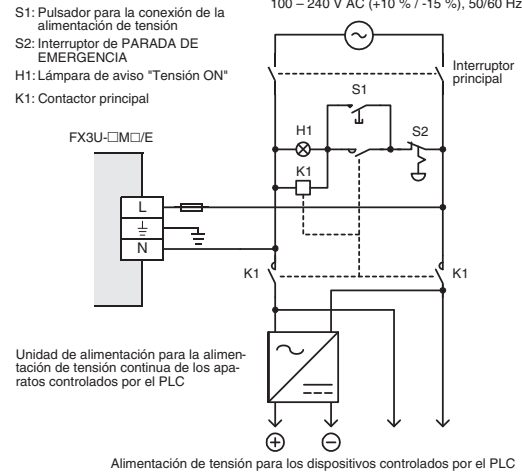 100 – 240 V AC (+10 % / -15 %), 50/60 Hz
S1: Pulsador para la conexión de la
alimentación de tensión
S2: Interruptor de PARADA DE
EMERGENCIA
H1: Lámpara de aviso "Tensión ON"
K1: Contactor principal
Interruptor
principal
S1
S2
H1
K1
FX3U-□M□/E
L
N
K1
K1
Unidad de alimentación para la alimen-
tación de tensión continua de los apa-
ratos controlados por el PLC
Alimentación de tensión para los dispositivos controlados por el PLC